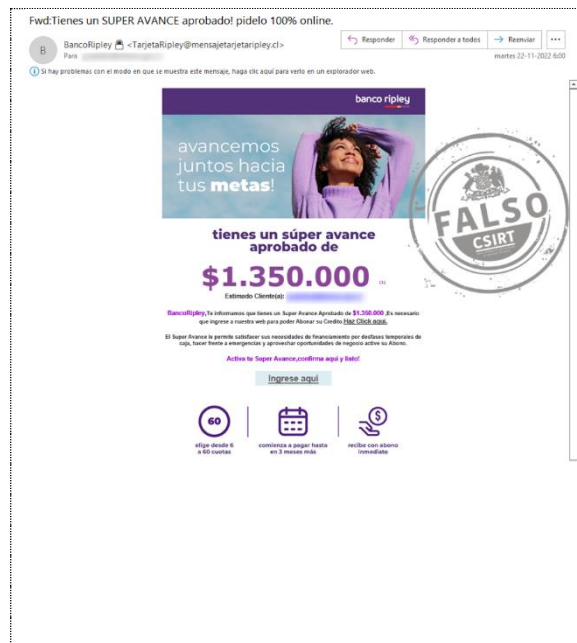 Fwd:Tienes un SUPER AVANCE aprobado! pidelo 100% online.
Responder
Responder a todos
Reenviar
B
BancoRipley <TarjetaRipley@mensajetarjetaripley.cl>
Para
martes 22-11-2022 6:00
Si hay problemas con el modo en que se muestra este mensaje, haga clic aquí para verlo en un explorador web.
banco ripley
avancemos
juntos hacia
tus metas!
FALSO
CSIRT
tienes un súper avance
aprobado de
$1.350.000
Estimado Cliente(a):
BancoRipley,Te informamos que tienes un Super Avance Aprobado de $1.350.000 ,Es necesario
que ingrese a nuestra web para poder Abonar su Credito.Haz Click aqui.
El Super Avance le permite satisfacer sus necesidades de financiamiento por desfases temporales de
caja, hacer frente a emergencias y aprovechar oportunidades de negocio active su Abono.
Activa tu Super Avance,confirma aqui y listo!
Ingrese aqui
60
elige desde 6
a 60 cuotas
comienza a pagar hasta
en 3 meses más
recibe con abono
inmediato